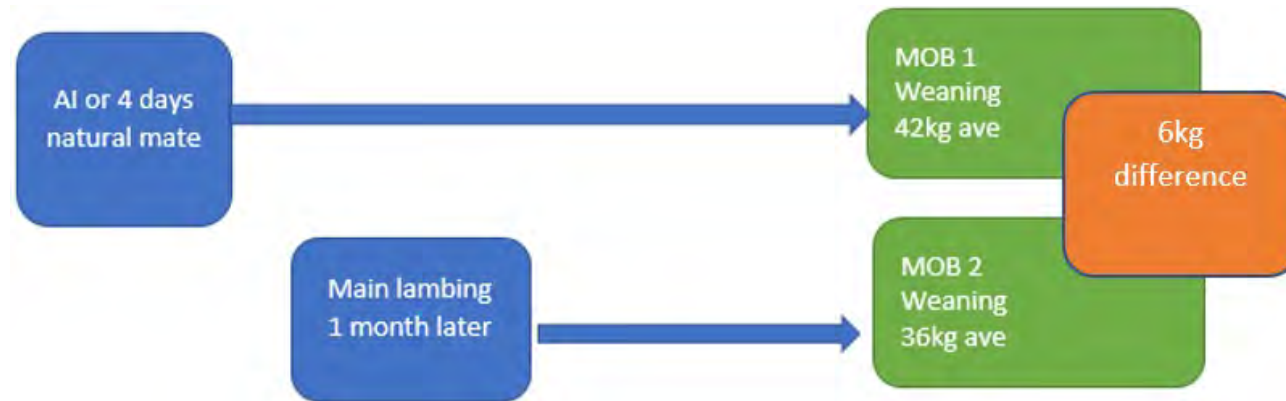 AI or 4 days
natural mate
MOB 1
Weaning
42kg ave
6kg
difference
Main lambing
1 month later
MOB 2
Weaning
36kg ave